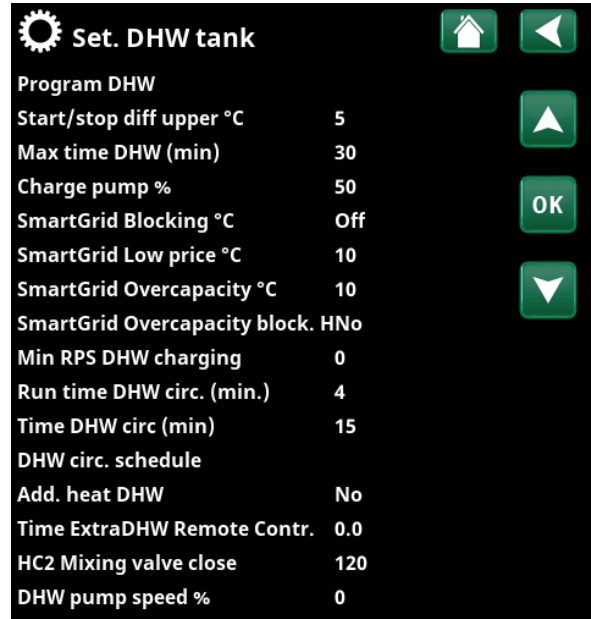 Set. DHW tank
Program DHW
Start/stop diff upper °C 5
Max time DHW (min) 30
Charge pump % 50
OK
SmartGrid Blocking °C Off
SmartGrid Low price °C 10
SmartGrid Overcapacity °C 10
SmartGrid Overcapacity block. HNo
Min RPS DHW charging 0
Run time DHW circ. (min.) 4
Time DHW circ (min) 15
DHW circ. schedule
Add. heat DHW No
Time ExtraDHW Remote Contr. 0.0
HC2 Mixing valve close 120
DHW pump speed % 0